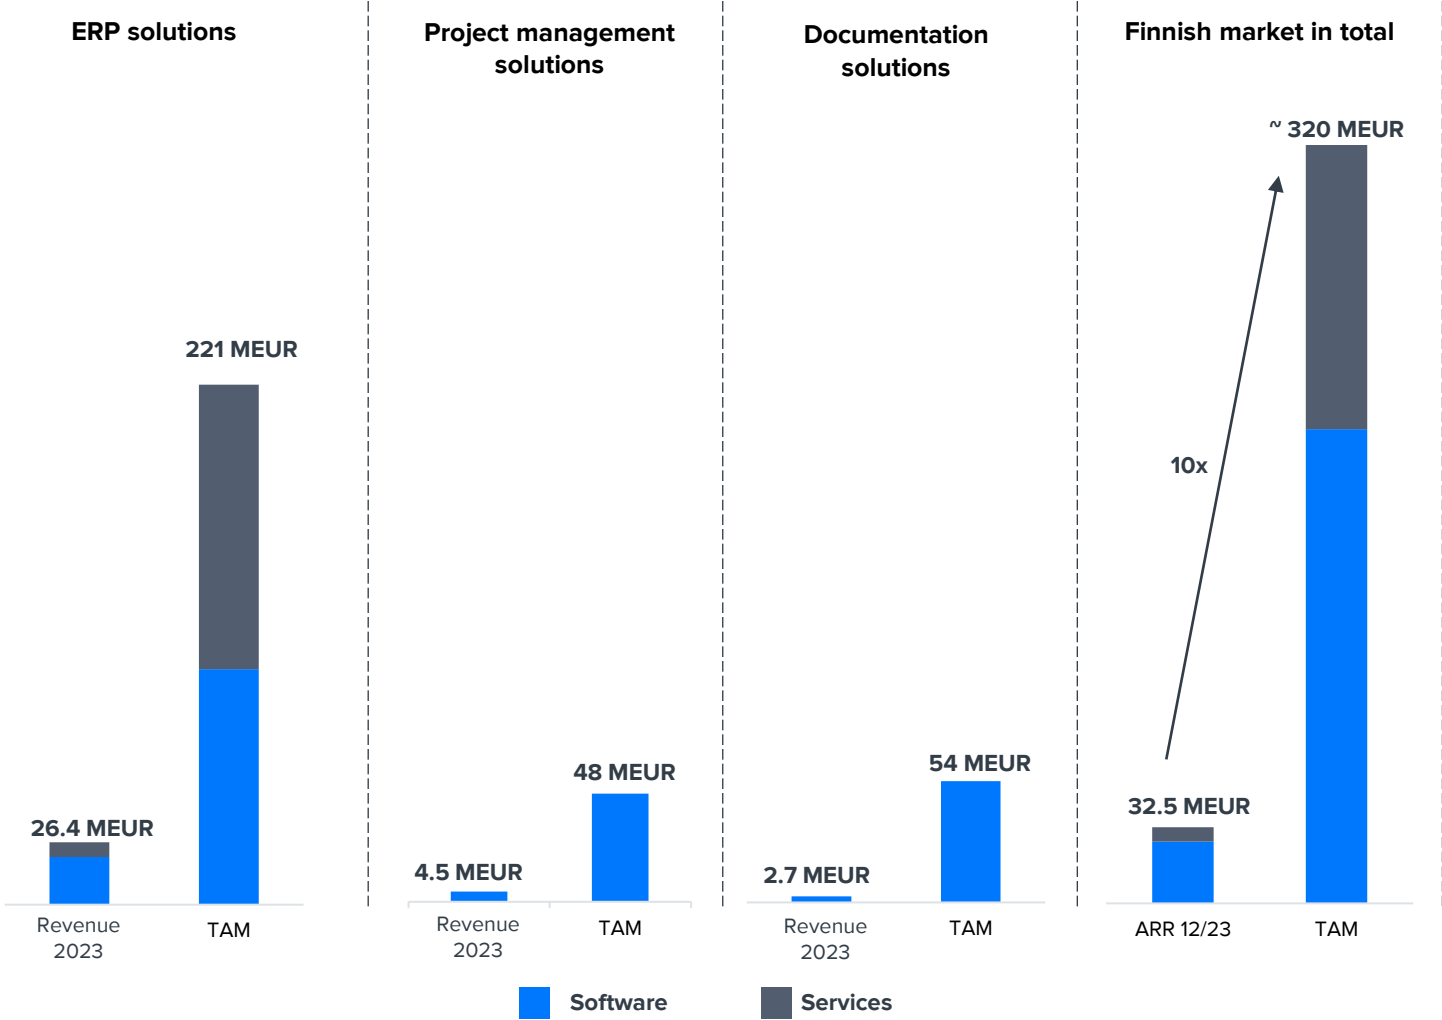 ERP solutions
221 MEUR
26.4 MEUR
Revenue
2023
TAM
Project management
solutions
48 MEUR
4.5 MEUR
Revenue
2023
TAM
Documentation
solutions
54 MEUR
2.7 MEUR
Revenue
2023
TAM
Finnish market in total
~ 320 MEUR
10x
32.5 MEUR
ARR 12/23
TAM
Software
Services